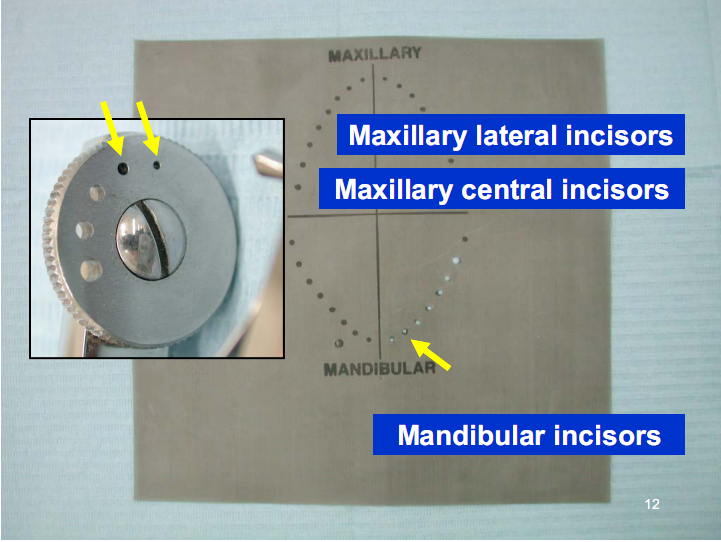 MAXILLARY
Maxillary lateral incisors
Maxillary central incisors
MANDIBULAR
Mandibular incisors
12